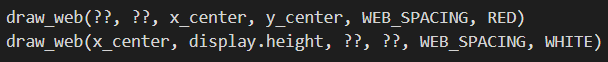 draw_web(??, ??, x_center, y_center, WEB_SPACING, RED)
draw_web(x_center, display.height, ??, ??, WEB_SPACING, WHITE)